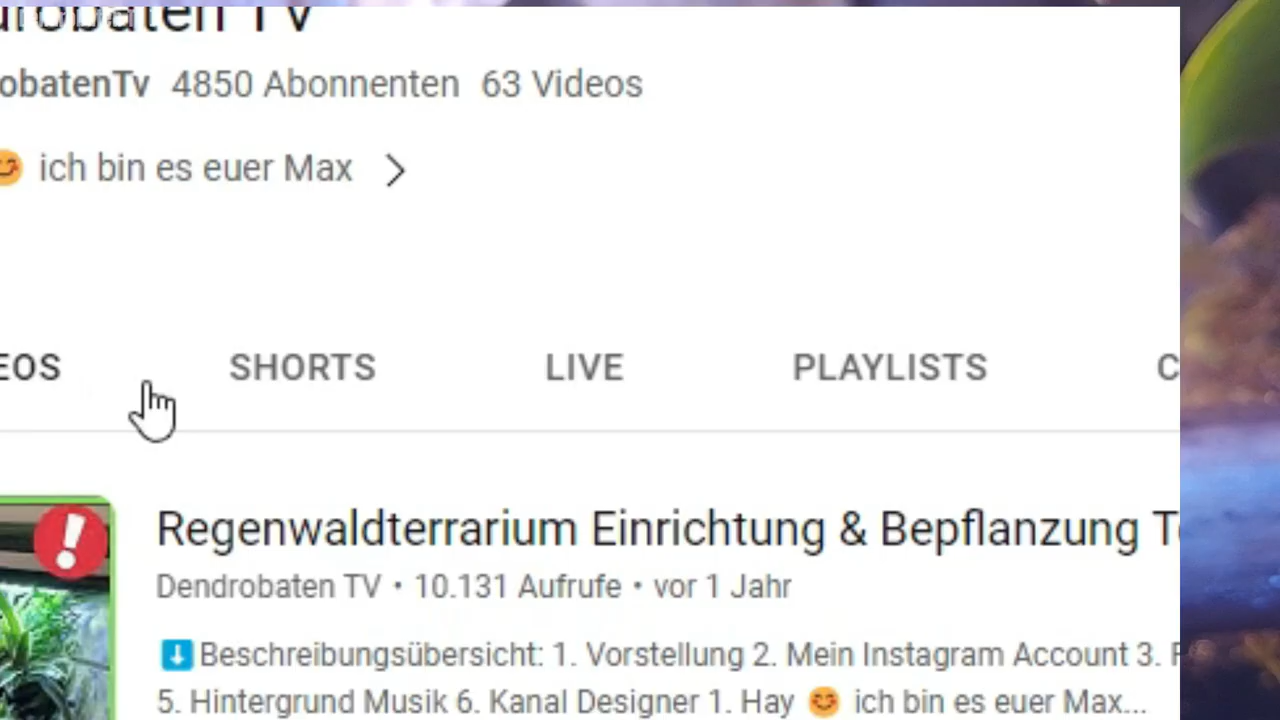 urobaten TV
obatenTv 4850 Abonnenten 63 Videos
😊 ich bin es euer Max >
EOS SHORTS LIVE PLAYLISTS C
Regenwaldterrarium Einrichtung & Bepflanzung T
Dendrobaten TV • 10.131 Aufrufe • vor 1 Jahr
⬇️Beschreibungsübersicht: 1. Vorstellung 2. Mein Instagram Account 3. F
5. Hintergrund Musik 6. Kanal Designer 1. Hay 😊 ich bin es euer Max...